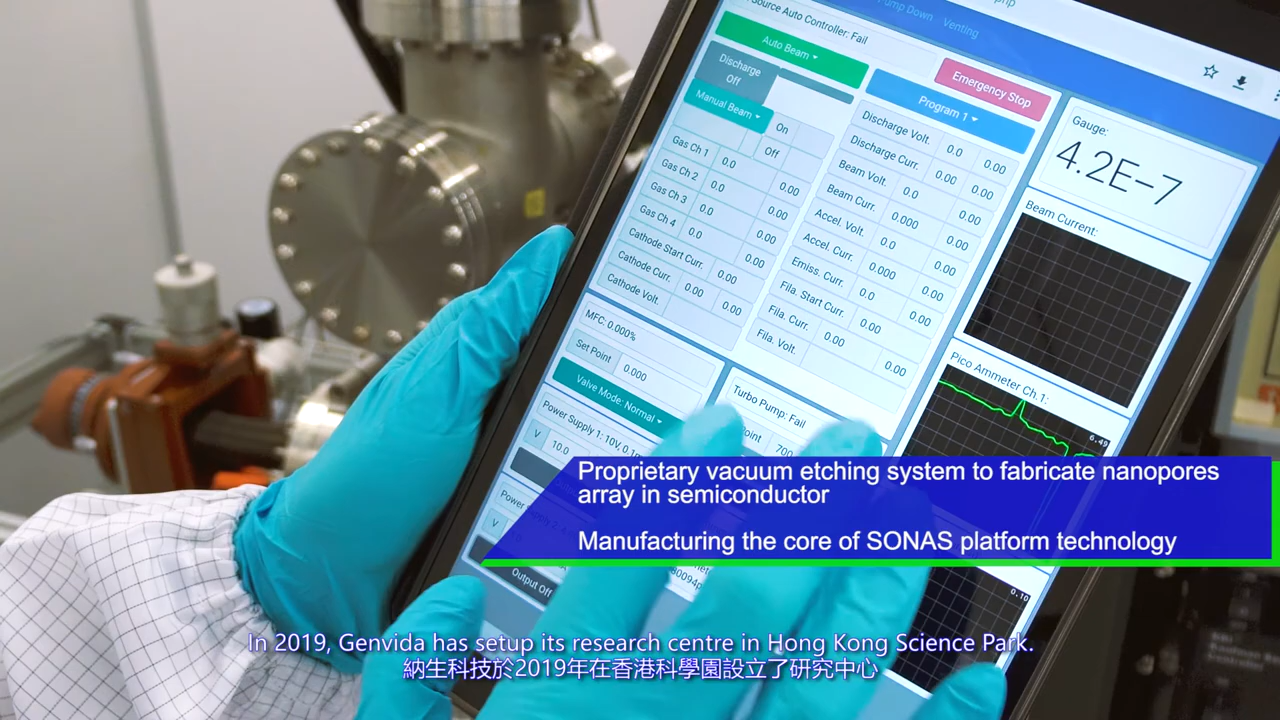 Pump Down Venting
Source Auto Controller: Fail
Auto Beam
Emergency Stop
Discharge
Off
Program 1
Manual Beam
On
Off
Gas Ch 1 0.0 0.00
Gas Ch 2 0.0 0.00
Gas Ch 3 0.0 0.00
Gas Ch 4 0.0 0.00
Cathode Start Curr. 0.00
Cathode Curr. 0.00 0.00
Cathode Volt.
Discharge Volt. 0.0 0.00
Discharge Curr. 0.00 0.00
Beam Volt. 0.0 0.00
Beam Curr. 0.000 0.00
Accel. Volt. 0.0 0.00
Accel. Curr. 0.000 0.00
Emiss. Curr. 0.0 0.00
Fila. Start Curr. 0.00
Fila. Curr. 0.00
Fila. Volt. 0.00
Gauge:
4.2E-7
Beam Current:
Pico Ammeter Ch.1:
6.49
MFC: 0.000%
Set Point 0.000
Valve Mode: Normal
Turbo Pump: Fail
700
Power Supply 1: 10V,
V 10.0
Power
V
Output Off
0.10
Proprietary vacuum etching system to fabricate nanopores
array in semiconductor
Manufacturing the core of SONAS platform technology
In 2019, Genvida has setup its research centre in Hong Kong Science Park.
納生科技於2019年在香港科學園設立了研究中心